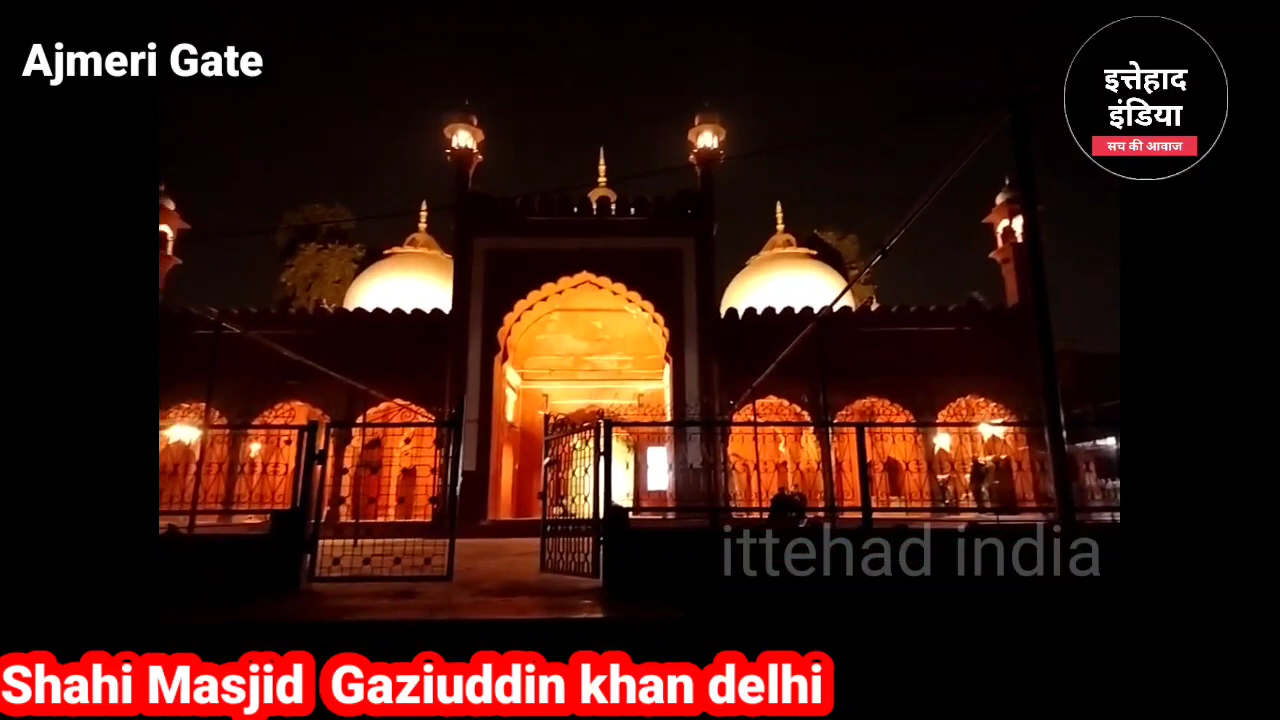 Ajmeri Gate
इत्तेहाद
इंडिया
सच की आवाज
ittehad india
Shahi Masjid Gaziuddin khan delhi